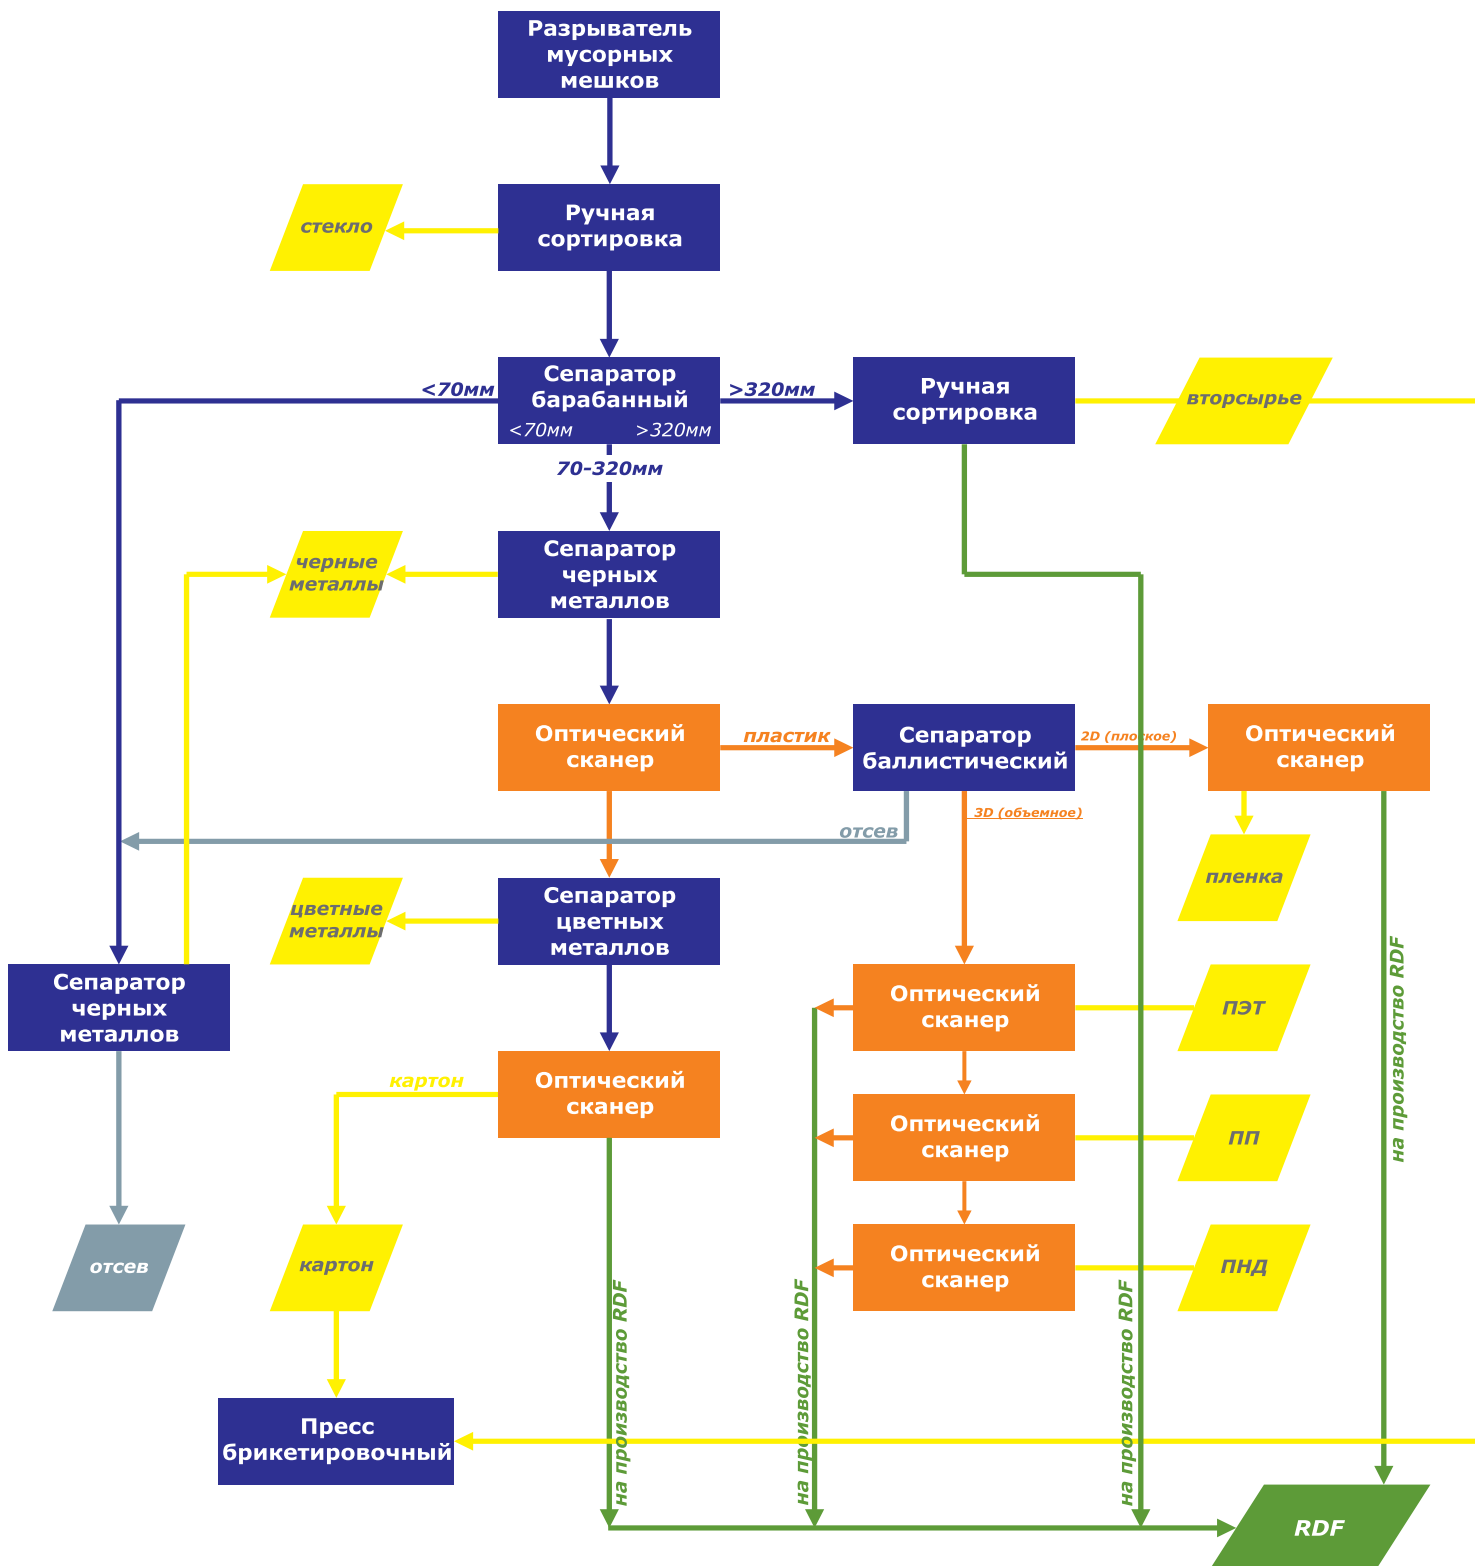 Разрыватель
мусорных
мешков
стекло
Ручная
сортировка
<70мм
Сепаратор
барабанный
<70мм
>320мм
>320мм
Ручная
сортировка
вторсырье
70–320мм
черные
металлы
Сепаратор
черных
металлов
Оптический
сканер
пластик
Сепаратор
баллистический
2D (плоское)
Оптический
сканер
3D (объемное)
отсев
пленка
цветные
металлы
Сепаратор
цветных
металлов
Сепаратор
черных
металлов
Оптический
сканер
ПЭТ
на производство RDF
картон
Оптический
сканер
Оптический
сканер
ПП
отсев
картон
Оптический
сканер
ПНД
на производство RDF
на производство RDF
на производство RDF
Пресс
брикетировочный
RDF